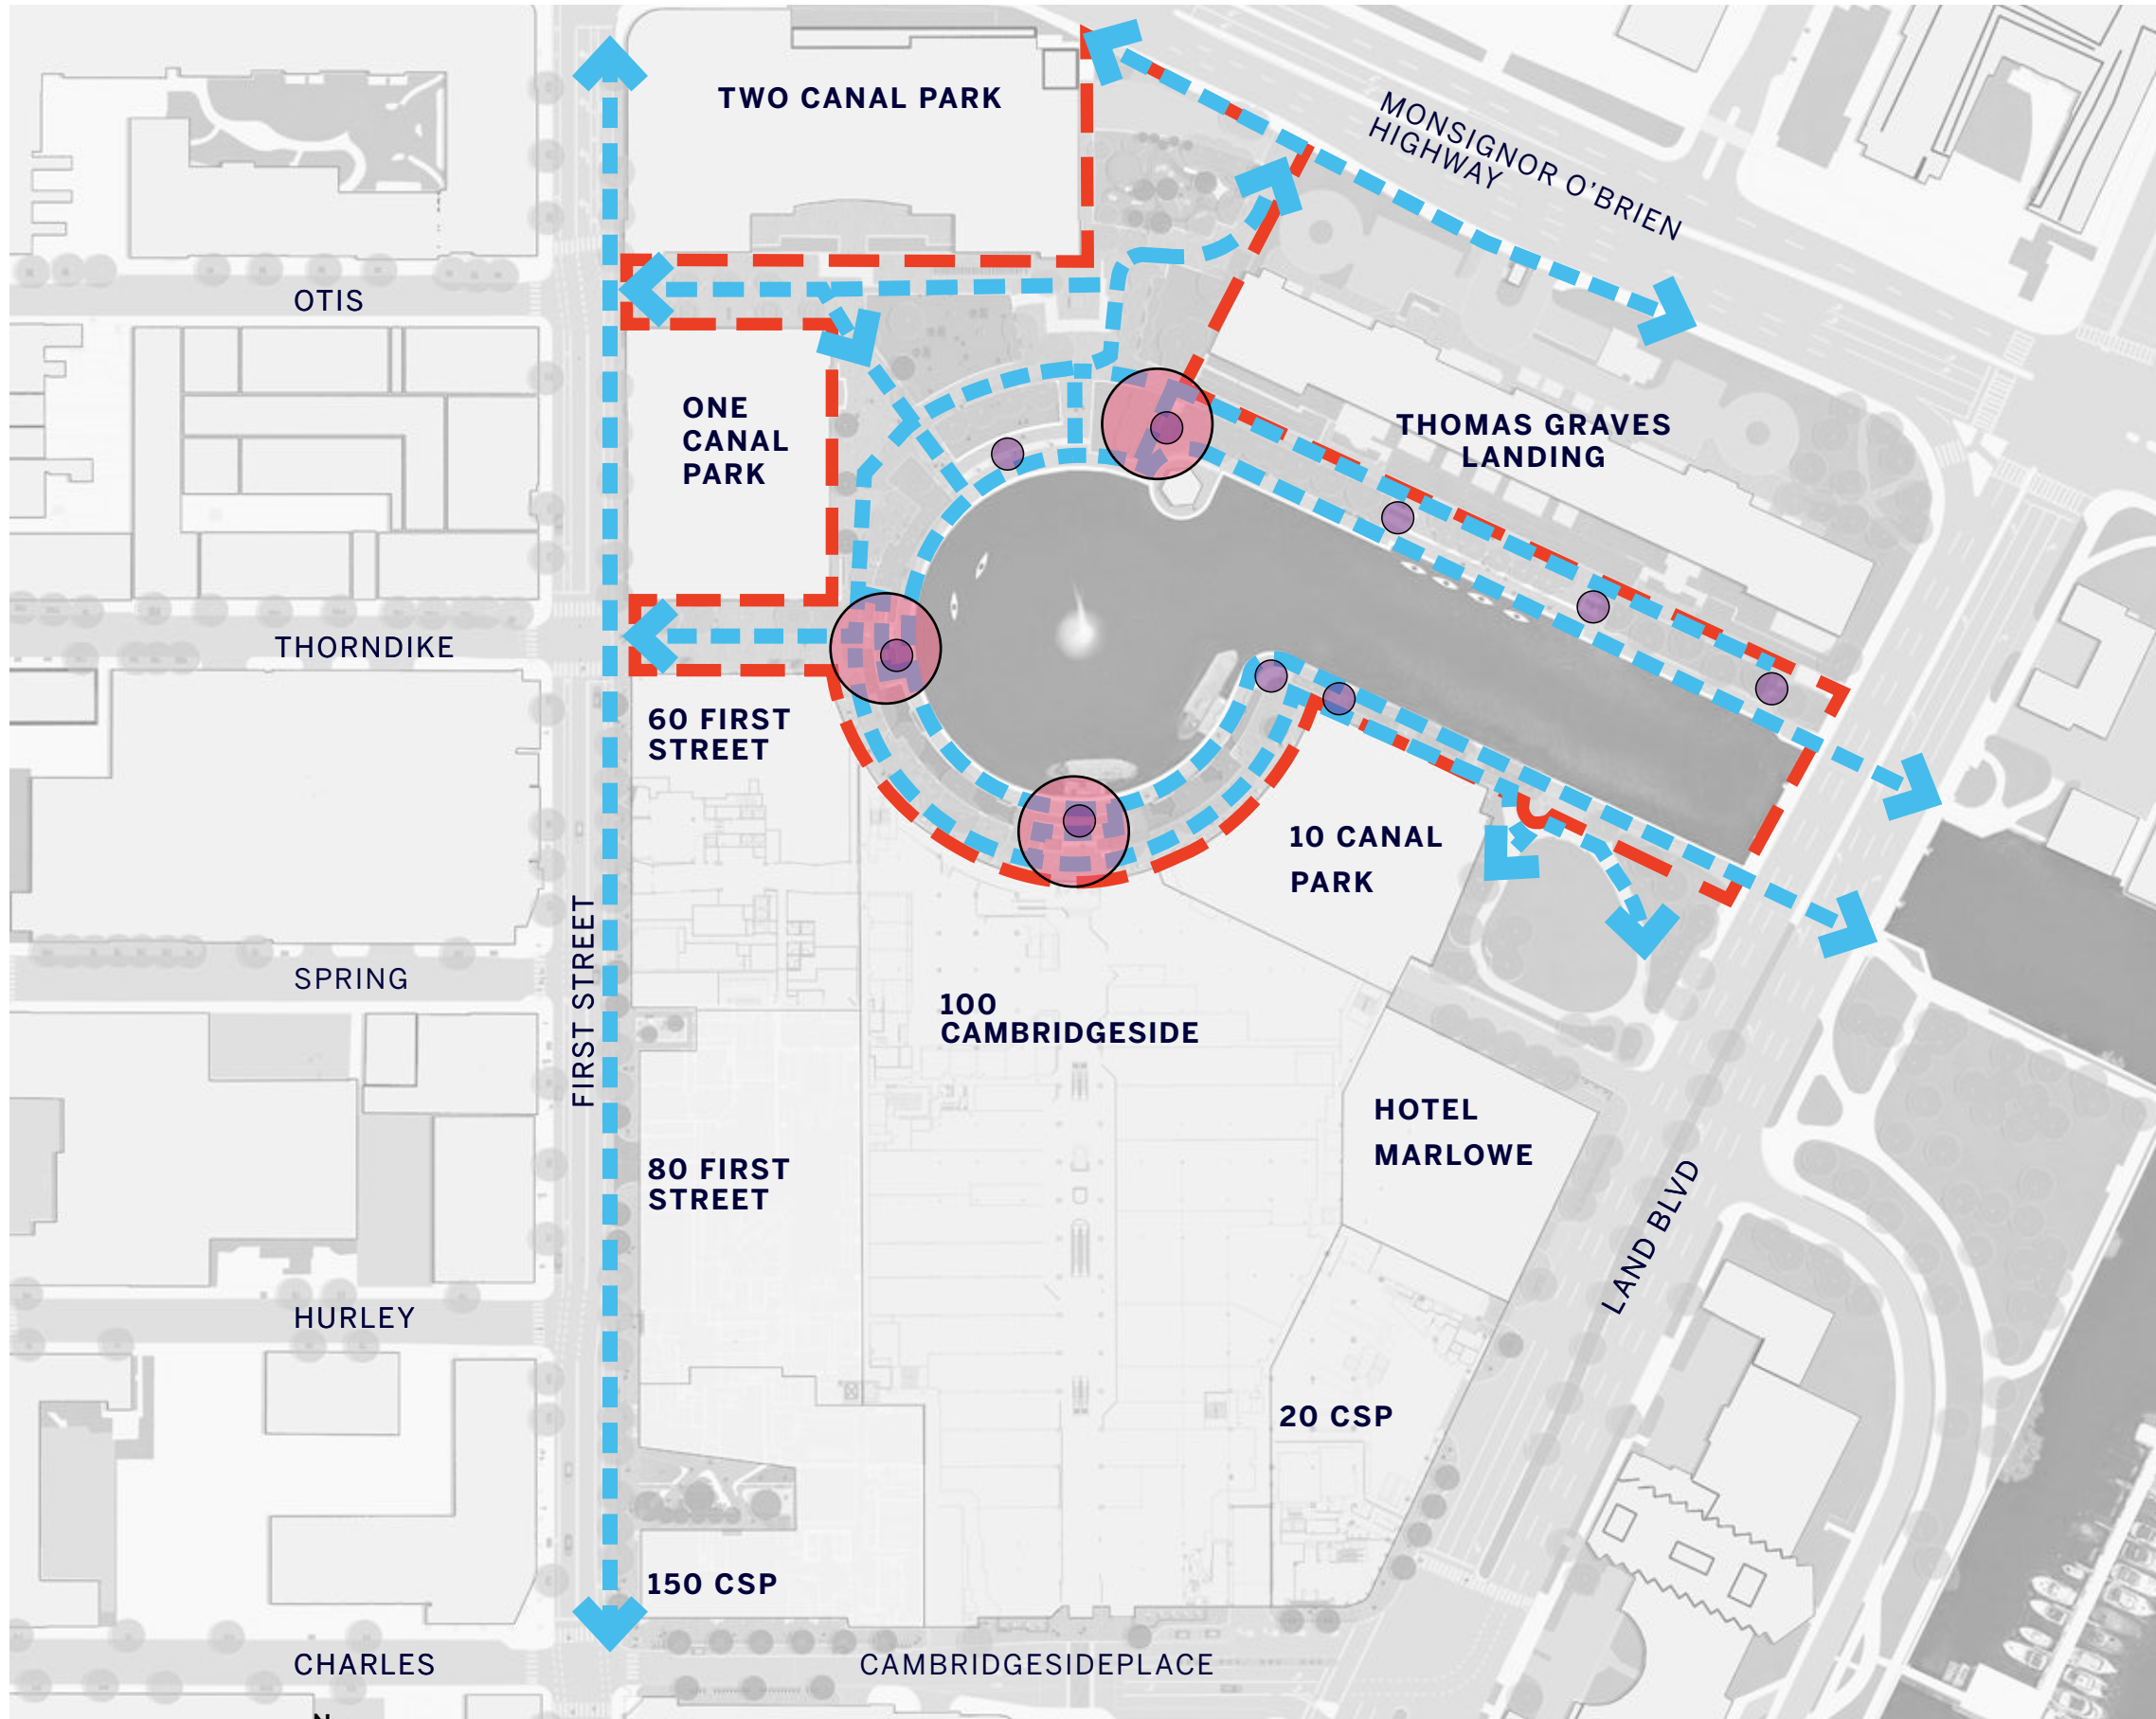 TWO CANAL PARK
MONSIGNOR O'BRIEN
HIGHWAY
OTIS
ONE
CANAL
PARK
THOMAS GRAVES
LANDING
THORNDIKE
60 FIRST
STREET
10 CANAL
PARK
FIRST STREET
SPRING
100
CAMBRIDGESIDE
HOTEL
MARLOWE
80 FIRST
STREET
LAND BLVD
HURLEY
20 CSP
150 CSP
CHARLES
CAMBRIDGESIDEPLACE